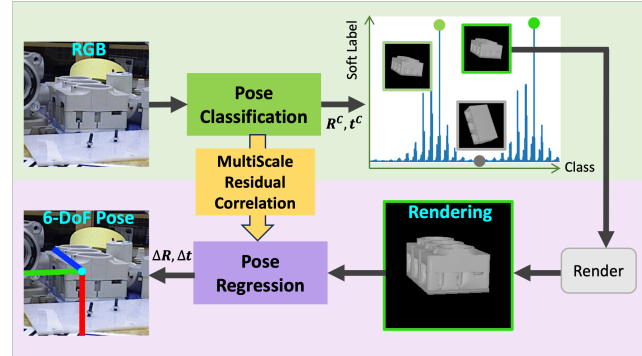 RGB
Pose
Classification
R^C, t^C
Soft Label
Class
MultiScale
Residual
Correlation
6-DoF Pose
ΔR, Δt
Pose
Regression
Rendering
Render